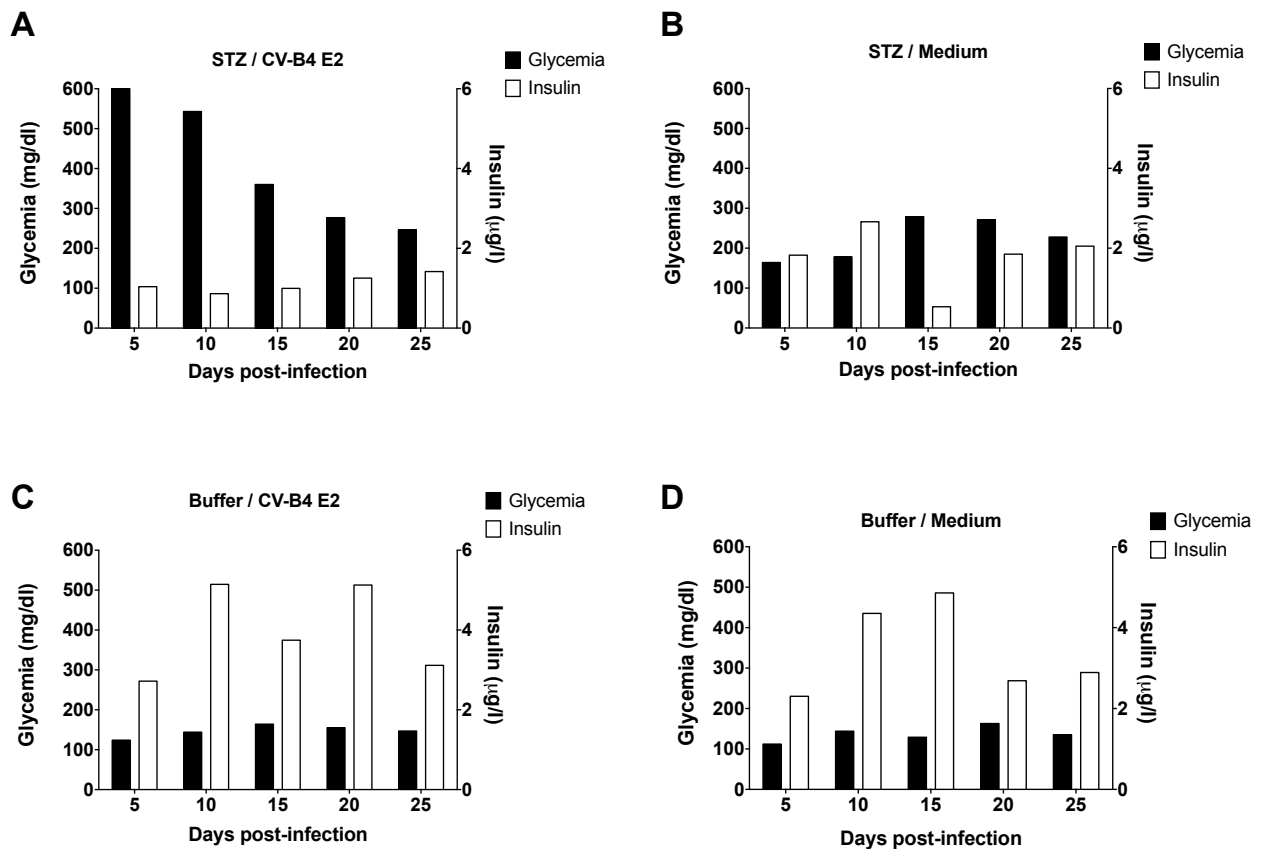 A
STZ / CV-B4 E2
Glycemia
Insulin
600
500
400
300
200
100
0
Glycemia (mg/dl)
6
4
2
0
Insulin (µg/l)
5 10 15 20 25
Days post-infection
B
STZ / Medium
Glycemia
Insulin
600
500
400
300
200
100
0
Glycemia (mg/dl)
6
4
2
0
Insulin (µg/l)
5 10 15 20 25
Days post-infection
C
Buffer / CV-B4 E2
Glycemia
Insulin
600
500
400
300
200
100
0
Glycemia (mg/dl)
6
4
2
0
Insulin (µg/l)
5 10 15 20 25
Days post-infection
D
Buffer / Medium
Glycemia
Insulin
600
500
400
300
200
100
0
Glycemia (mg/dl)
6
4
2
0
Insulin (µg/l)
5 10 15 20 25
Days post-infection